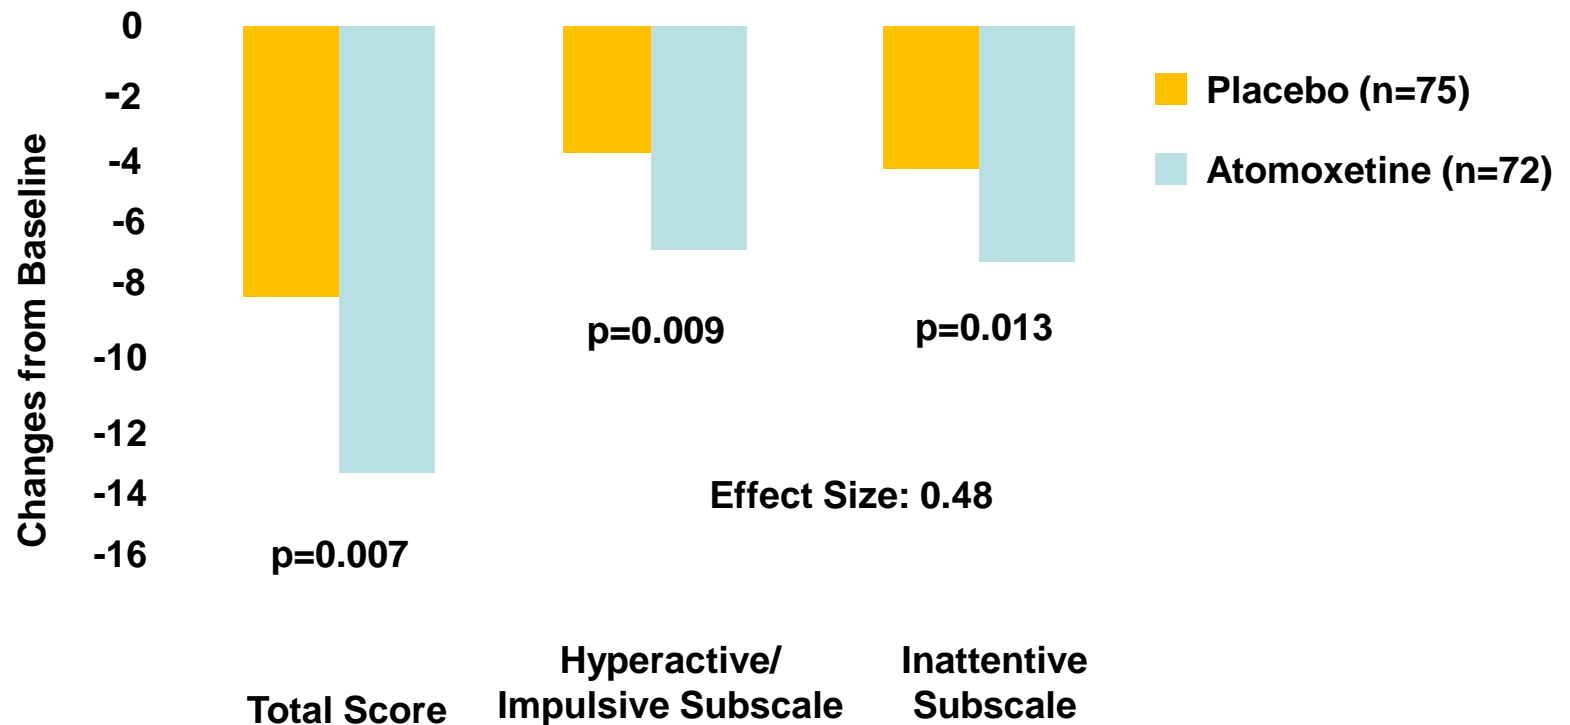 Changes from Baseline
0
-2
-4
-6
-8
-10
-12
-14
-16
Placebo (n=75)
Atomoxetine (n=72)
p=0.007
p=0.009
p=0.013
Effect Size: 0.48
Total Score
Hyperactive/
Impulsive Subscale
Inattentive
Subscale